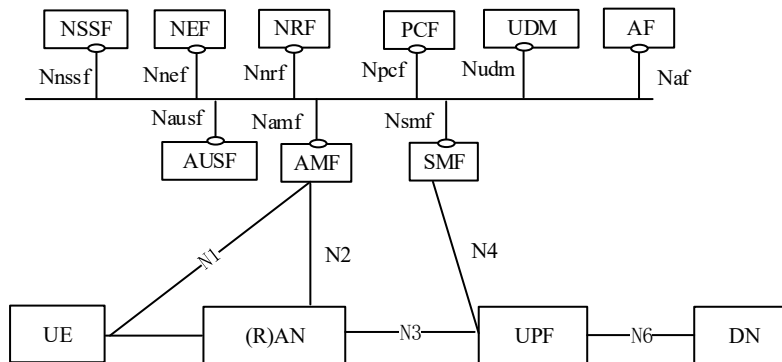 NSSF NEF NRF PCF UDM AF
Nnssf Nnef Nnrf Npcf Nudm Naf
Nausf Namf Nsmf
AUSF AMF SMF
N1 N2 N4
UE (R)AN N3 UPF N6 DN